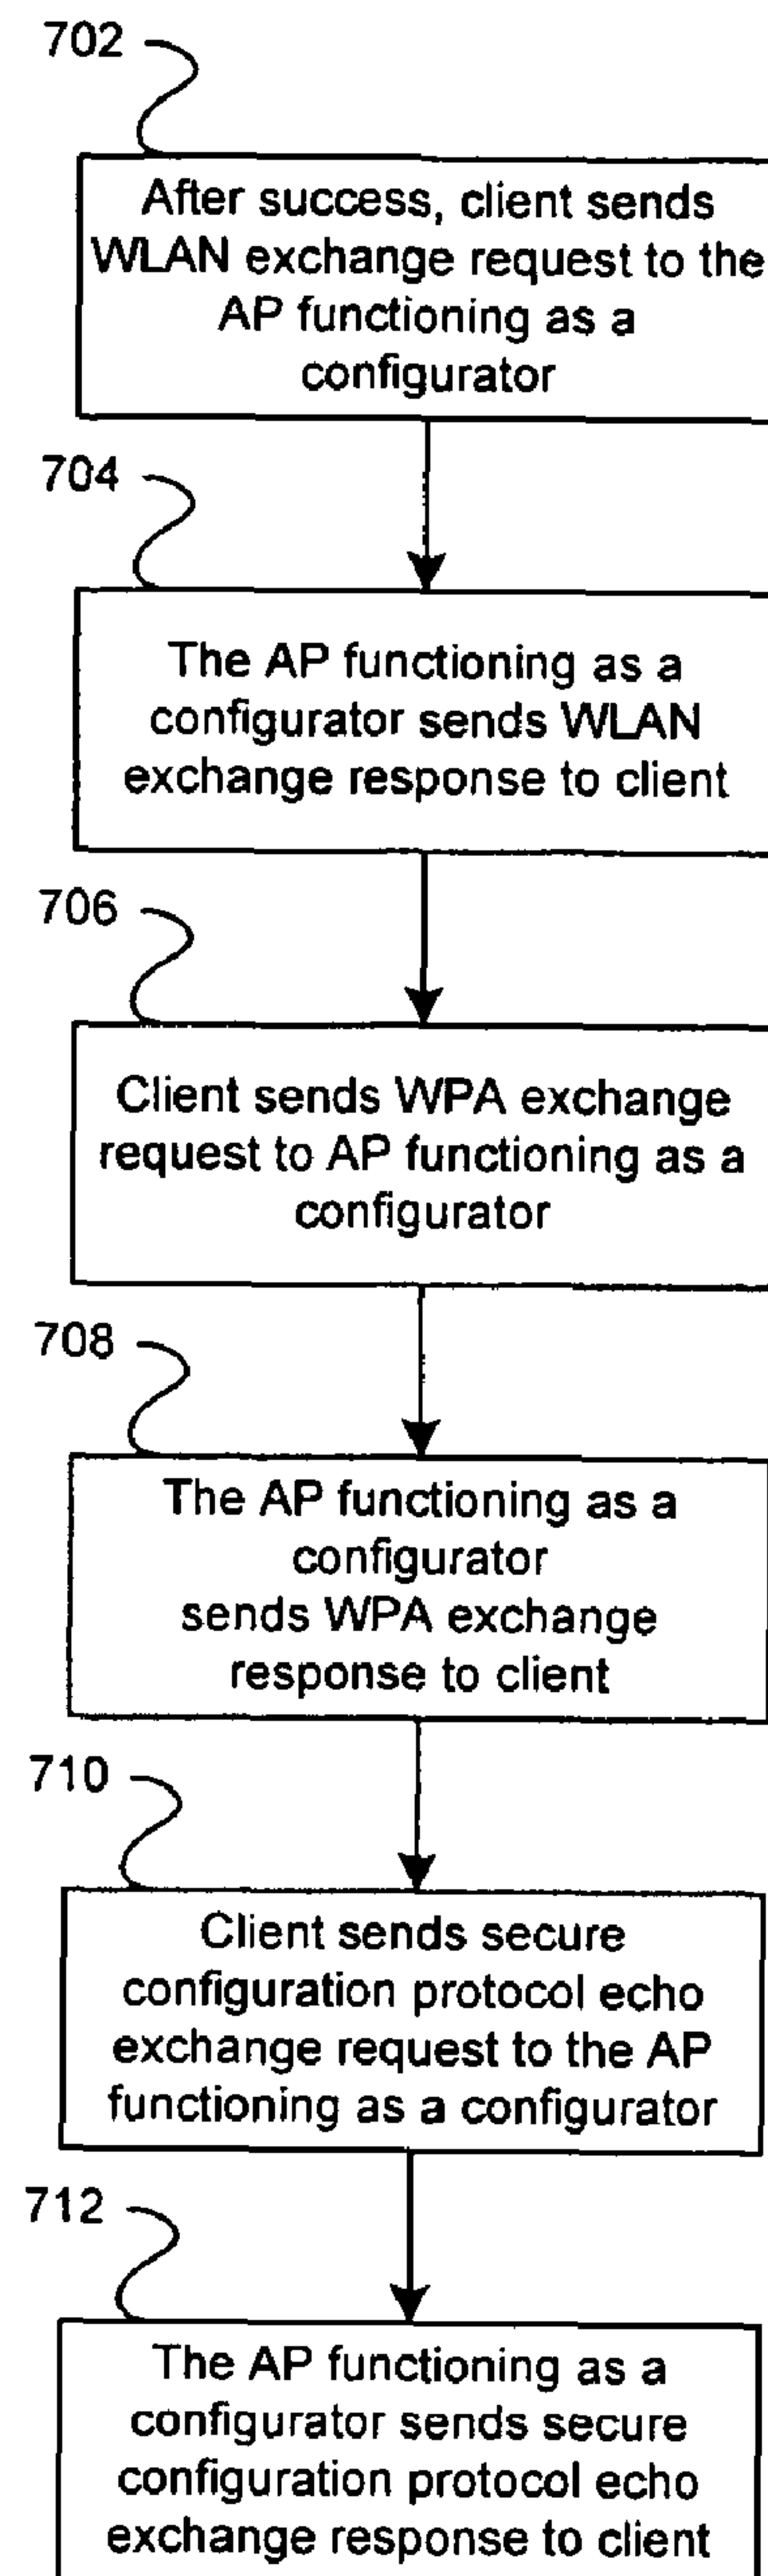 702
After success, client sends
WLAN exchange request to the
AP functioning as a
configurator
704
The AP functioning as a
configurator sends WLAN
exchange response to client
706
Client sends WPA exchange
request to AP functioning as a
configurator
708
The AP functioning as a
configurator
sends WPA exchange
response to client
710
Client sends secure
configuration protocol echo
exchange request to the AP
functioning as a configurator
712
The AP functioning as a
configurator sends secure
configuration protocol echo
exchange response to client